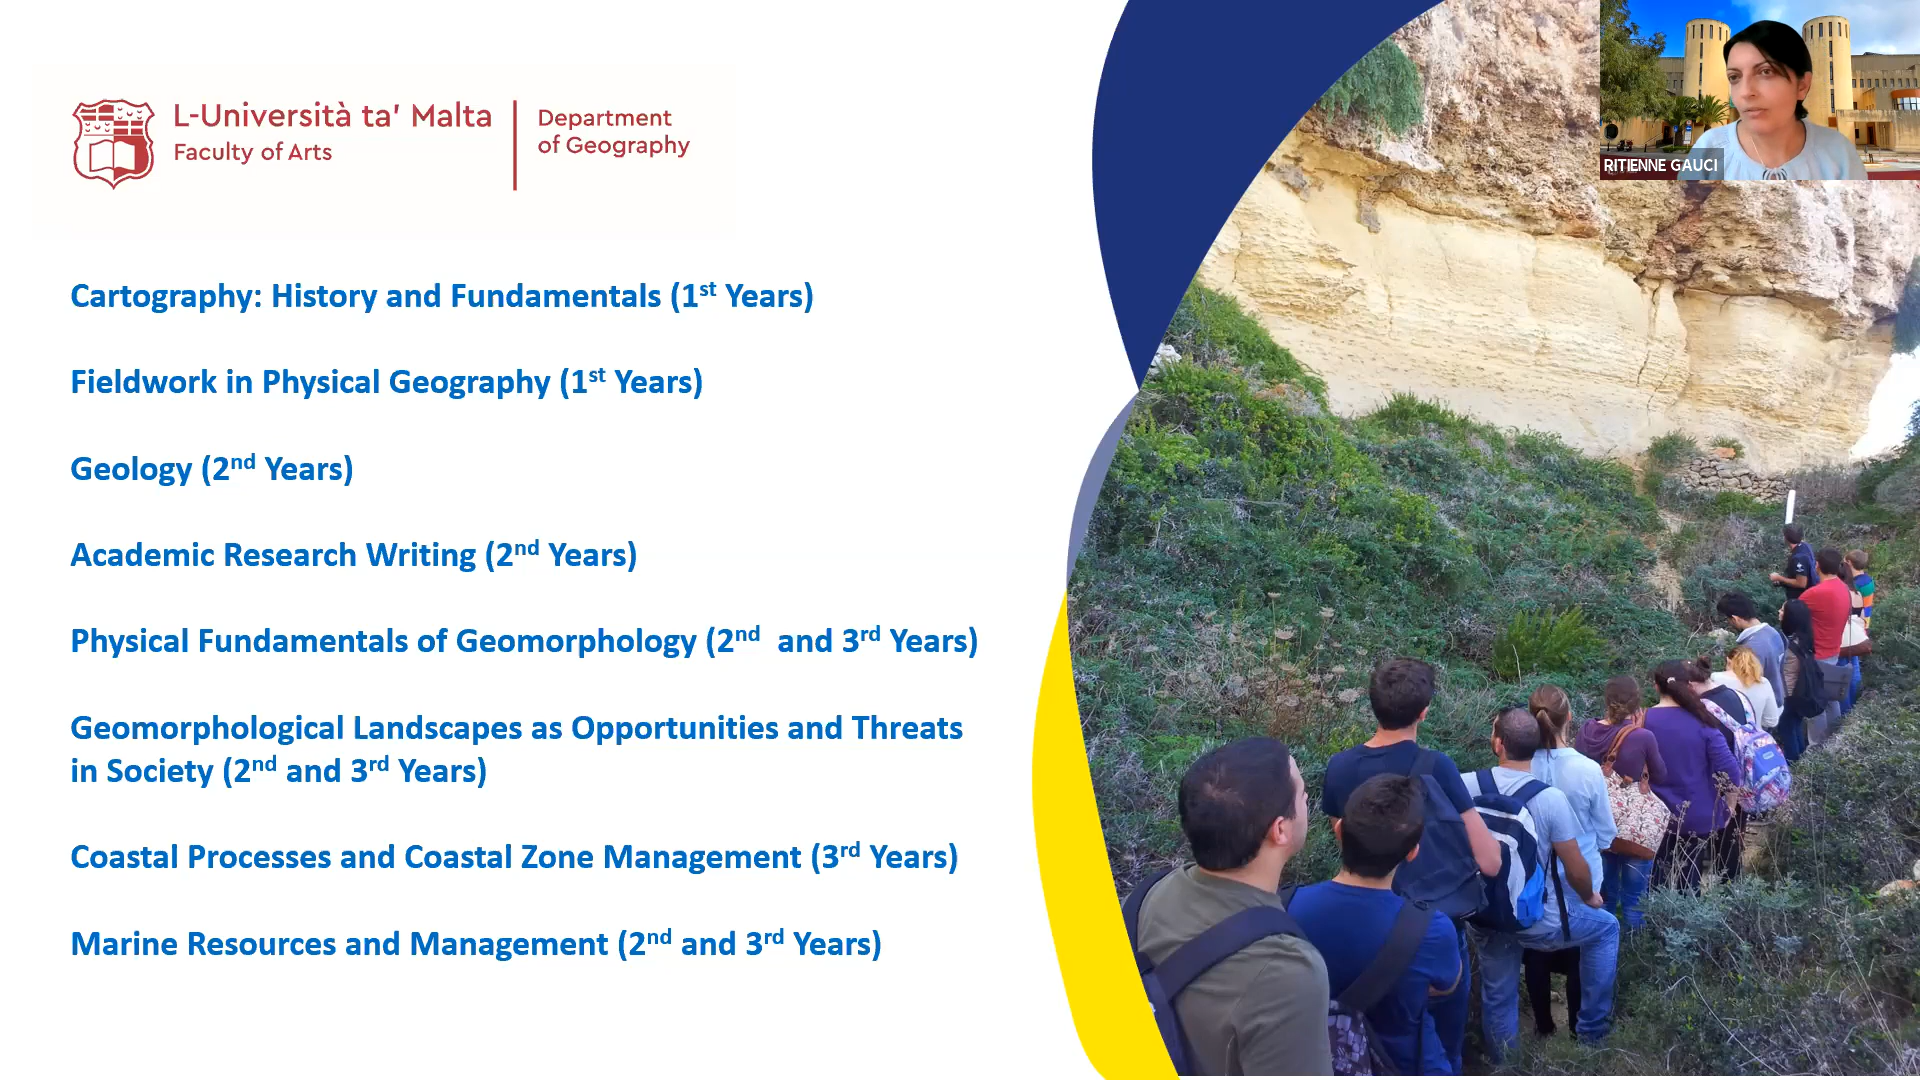 L-Università ta' Malta
Faculty of Arts
Department
of Geography
RITIENNE GAUCI
Cartography: History and Fundamentals (1st Years)
Fieldwork in Physical Geography (1st Years)
Geology (2nd Years)
Academic Research Writing (2nd Years)
Physical Fundamentals of Geomorphology (2nd and 3rd Years)
Geomorphological Landscapes as Opportunities and Threats
in Society (2nd and 3rd Years)
Coastal Processes and Coastal Zone Management (3rd Years)
Marine Resources and Management (2nd and 3rd Years)